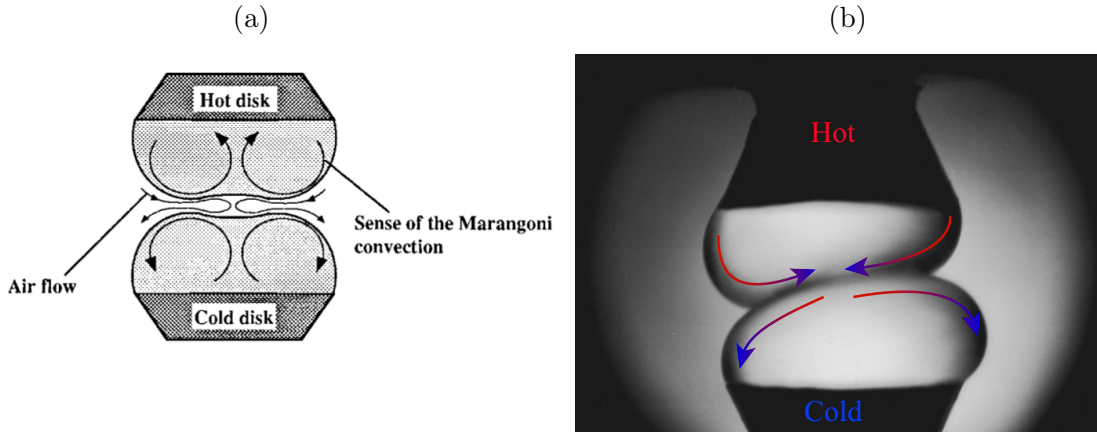 (a)
(b)
Hot disk
Hot
Sense of the Marangoni
convection
Air flow
Cold disk
Cold